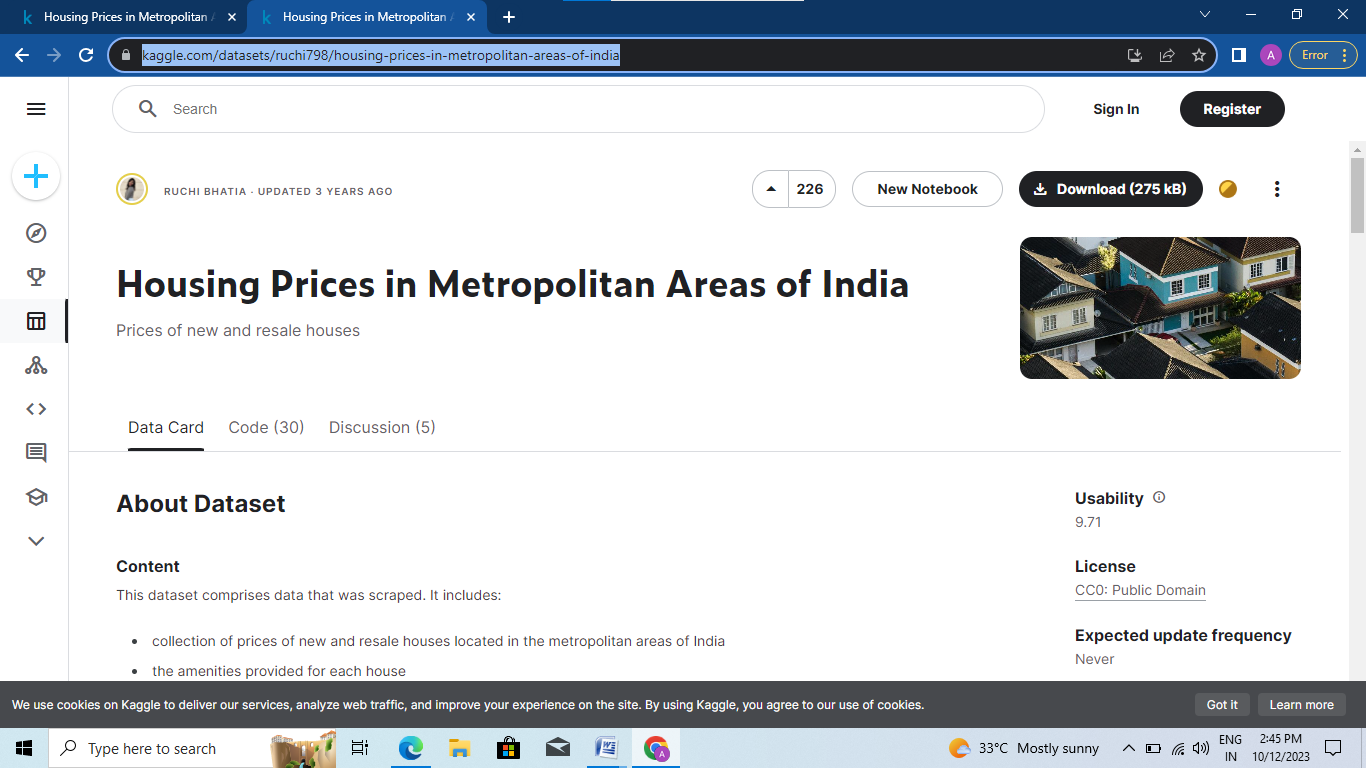 Housing Prices in Metropolitan A
Housing Prices in Metropolitan A
kaggle.com/datasets/ruchi798/housing-prices-in-metropolitan-areas-of-india
A
Error
Search
Sign In
Register
RUCHI BHATIA · UPDATED 3 YEARS AGO
226
New Notebook
Download (275 kB)
Housing Prices in Metropolitan Areas of India
Prices of new and resale houses
Data Card
Code (30)
Discussion (5)
About Dataset
Usability
9.71
Content
License
This dataset comprises data that was scraped. It includes:
CC0: Public Domain
• collection of prices of new and resale houses located in the metropolitan areas of India
Expected update frequency
Never
• the amenities provided for each house
We use cookies on Kaggle to deliver our services, analyze web traffic, and improve your experience on the site. By using Kaggle, you agree to our use of cookies.
Got it
Learn more
Type here to search
A
33°C Mostly sunny
ENG
IN
2:45 PM
10/12/2023